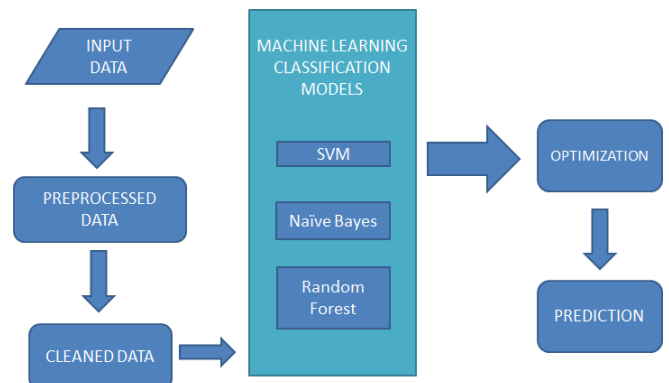 INPUT
DATA
PREPROCESSED
DATA
CLEANED DATA
MACHINE LEARNING
CLASSIFICATION
MODELS
SVM
Naïve Bayes
Random
Forest
OPTIMIZATION
PREDICTION